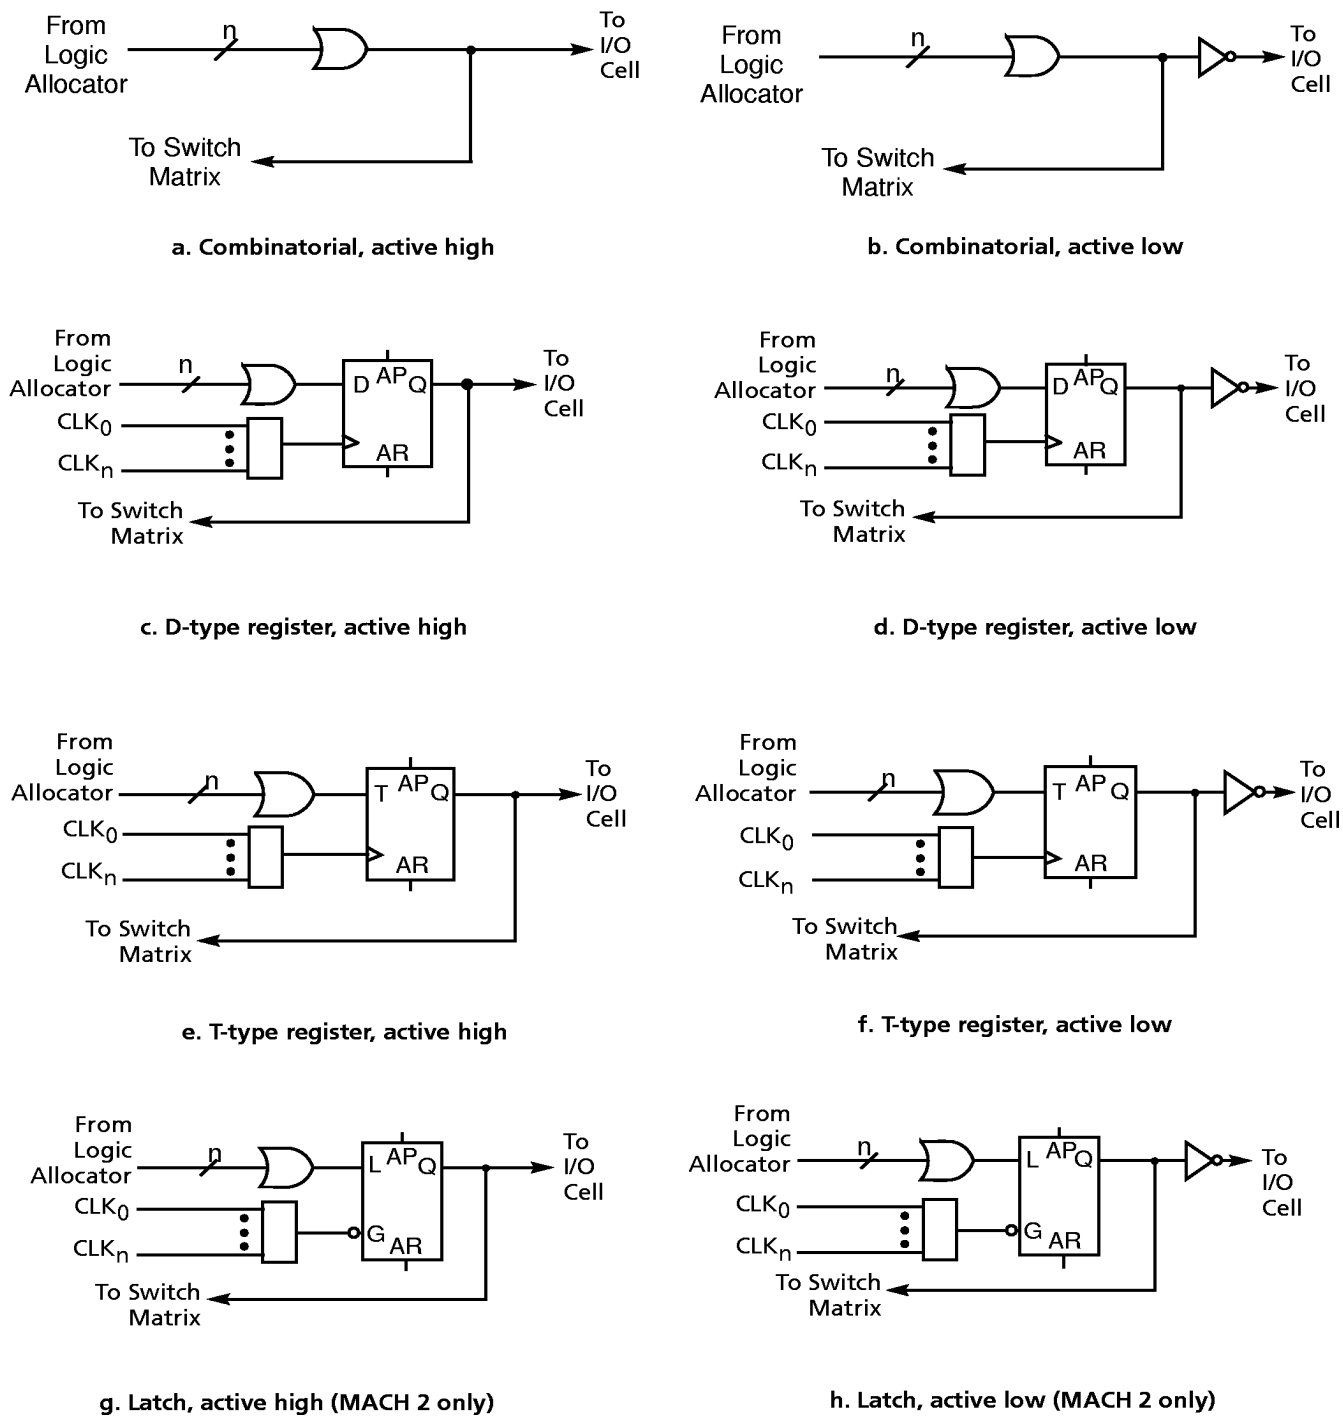 From
Logic
Allocator
n
To
I/O
Cell
To Switch
Matrix
a. Combinatorial, active high
From
Logic
Allocator
n
To
I/O
Cell
To Switch
Matrix
b. Combinatorial, active low
From
Logic
Allocator
n
D AP Q
AR
To
I/O
Cell
CLK0
CLKn
To Switch
Matrix
c. D-type register, active high
From
Logic
Allocator
n
D AP Q
AR
To
I/O
Cell
CLK0
CLKn
To Switch
Matrix
d. D-type register, active low
From
Logic
Allocator
n
T AP Q
AR
To
I/O
Cell
CLK0
CLKn
To Switch
Matrix
e. T-type register, active high
From
Logic
Allocator
n
T AP Q
AR
To
I/O
Cell
CLK0
CLKn
To Switch
Matrix
f. T-type register, active low
From
Logic
Allocator
n
L AP Q
G AR
To
I/O
Cell
CLK0
CLKn
To Switch
Matrix
g. Latch, active high (MACH 2 only)
From
Logic
Allocator
n
L AP Q
G AR
To
I/O
Cell
CLK0
CLKn
To Switch
Matrix
h. Latch, active low (MACH 2 only)